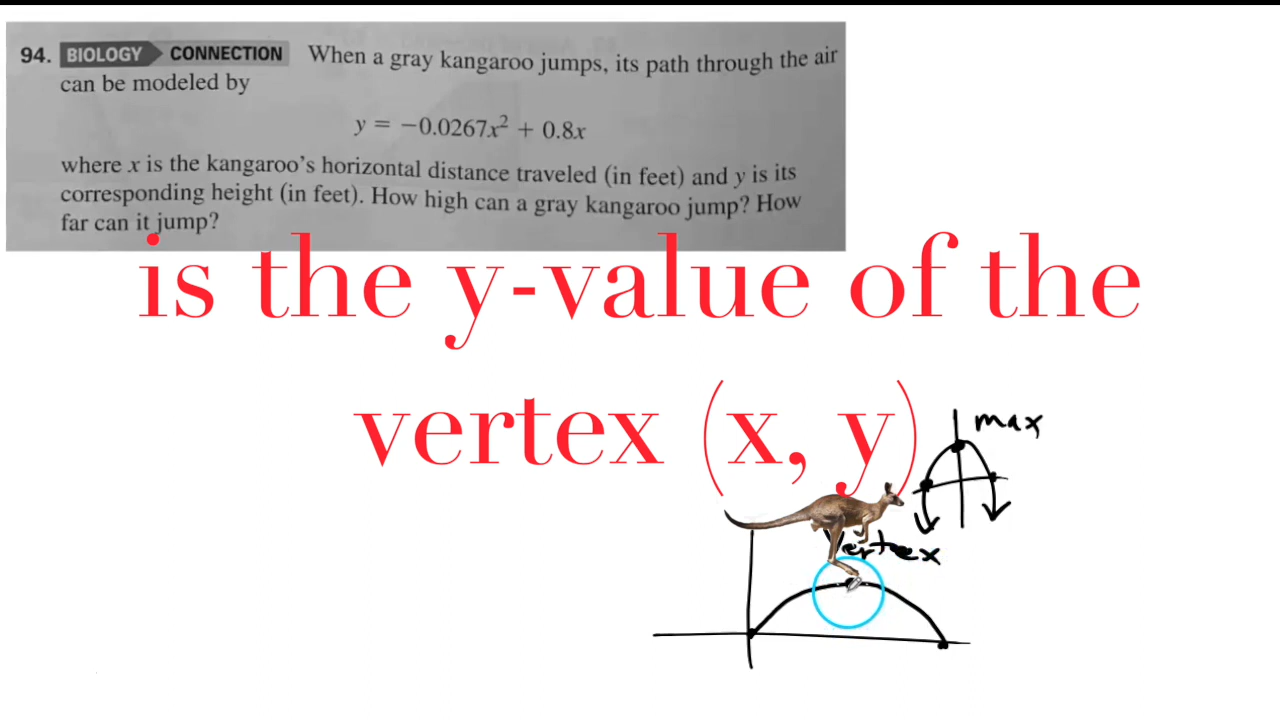 94. BIOLOGY CONNECTION When a gray kangaroo jumps, its path through the air
can be modeled by
y = −0.0267x² + 0.8x
where x is the kangaroo's horizontal distance traveled (in feet) and y is its
corresponding height (in feet). How high can a gray kangaroo jump? How
far can it jump?
is the y-value of the
vertex (x, y)
max
Vertex